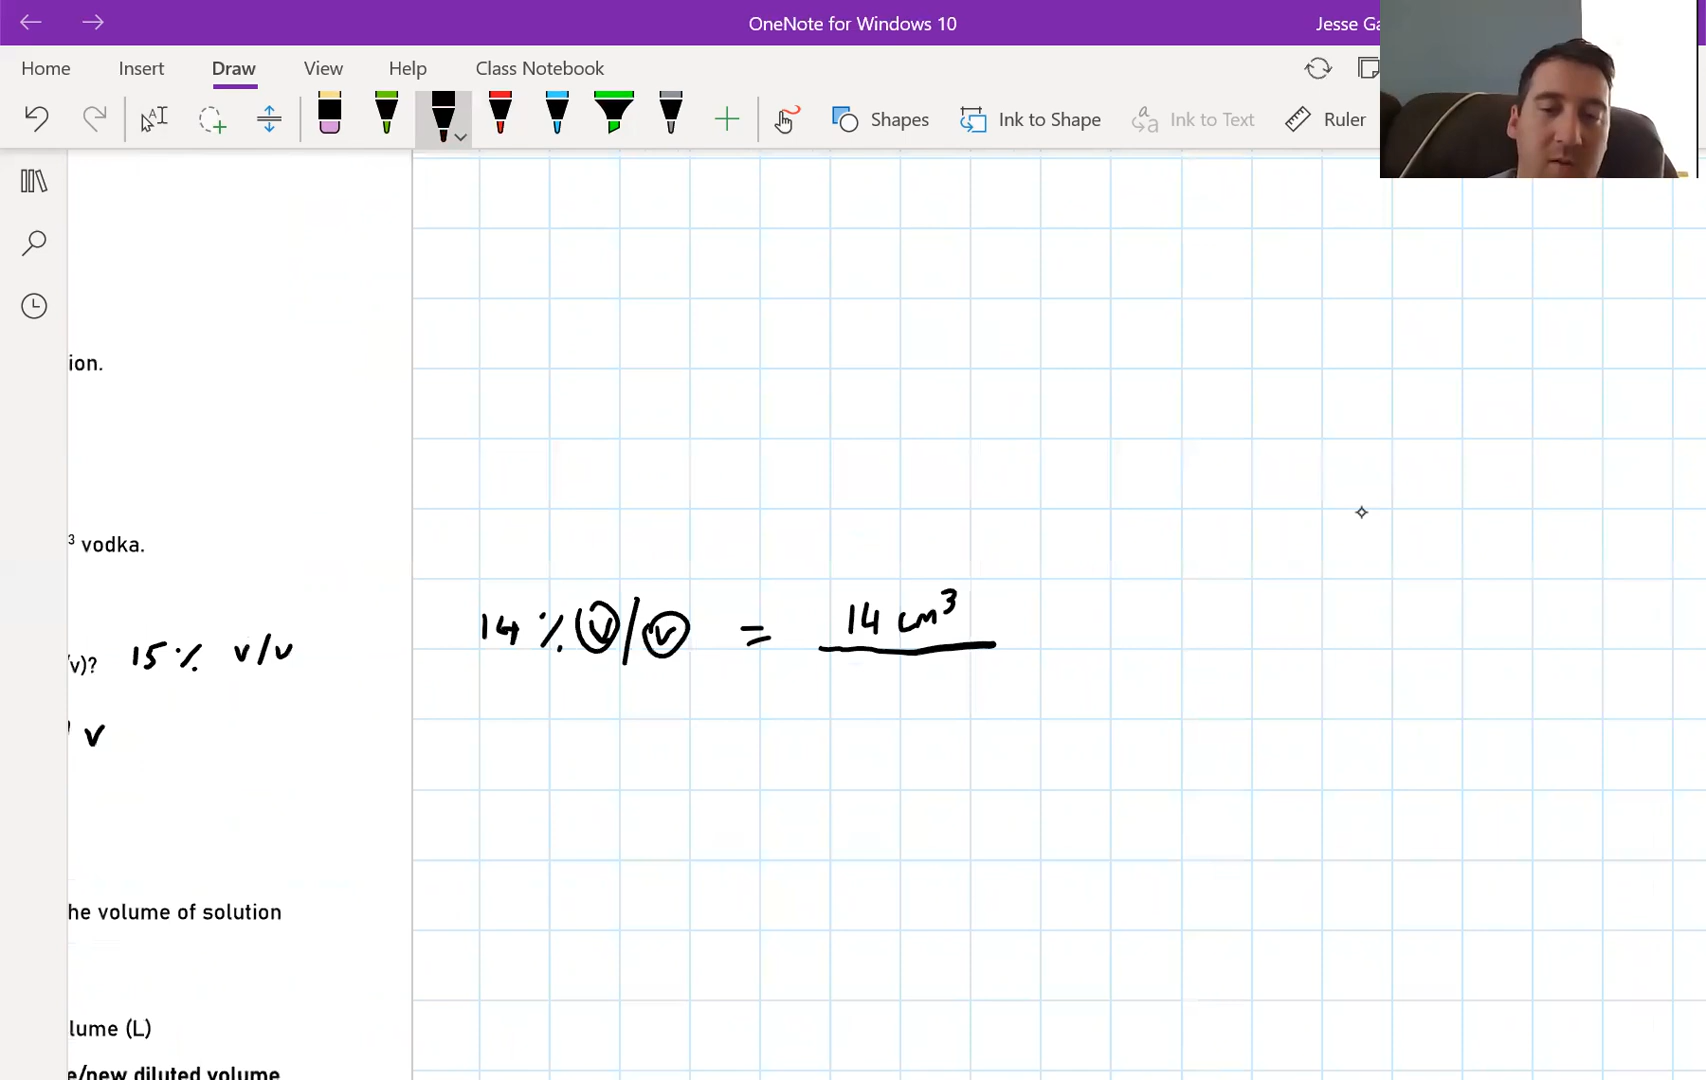 OneNote for Windows 10
Jesse Ga
Home Insert Draw View Help Class Notebook
Shapes Ink to Shape Ink to Text Ruler
ion.
³ vodka.
14 % v/v = 14 cm³
v)? 15% v/v
v
he volume of solution
lume (L)
e/new diluted volume